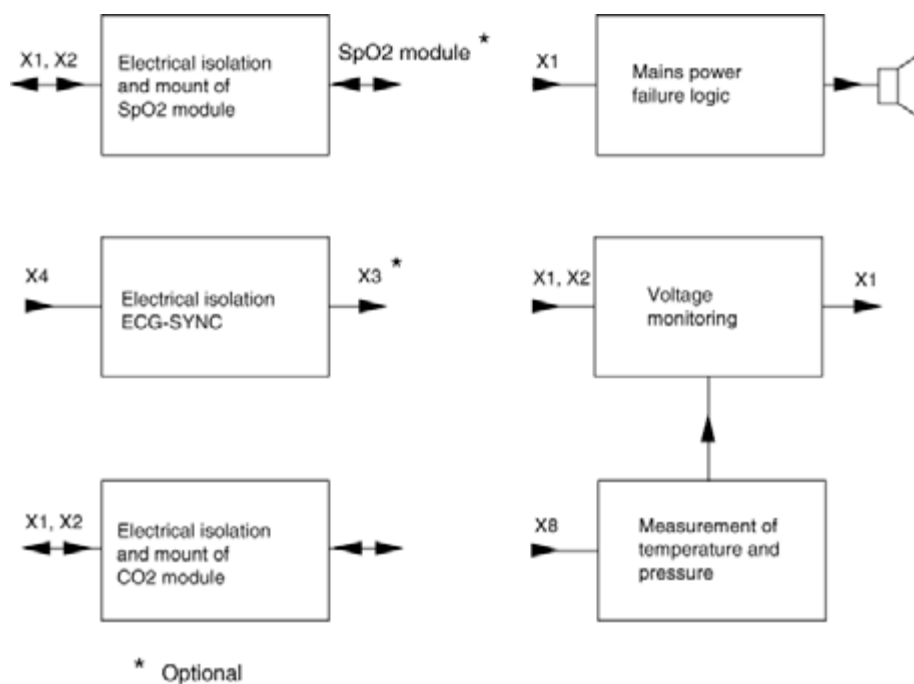 X1, X2
Electrical isolation
and mount of
SpO2 module
SpO2 module *
X1
Mains power
failure logic
X4
Electrical isolation
ECG-SYNC
X3 *
X1, X2
Voltage
monitoring
X1
X1, X2
Electrical isolation
and mount of
CO2 module
X8
Measurement of
temperature and
pressure
* Optional